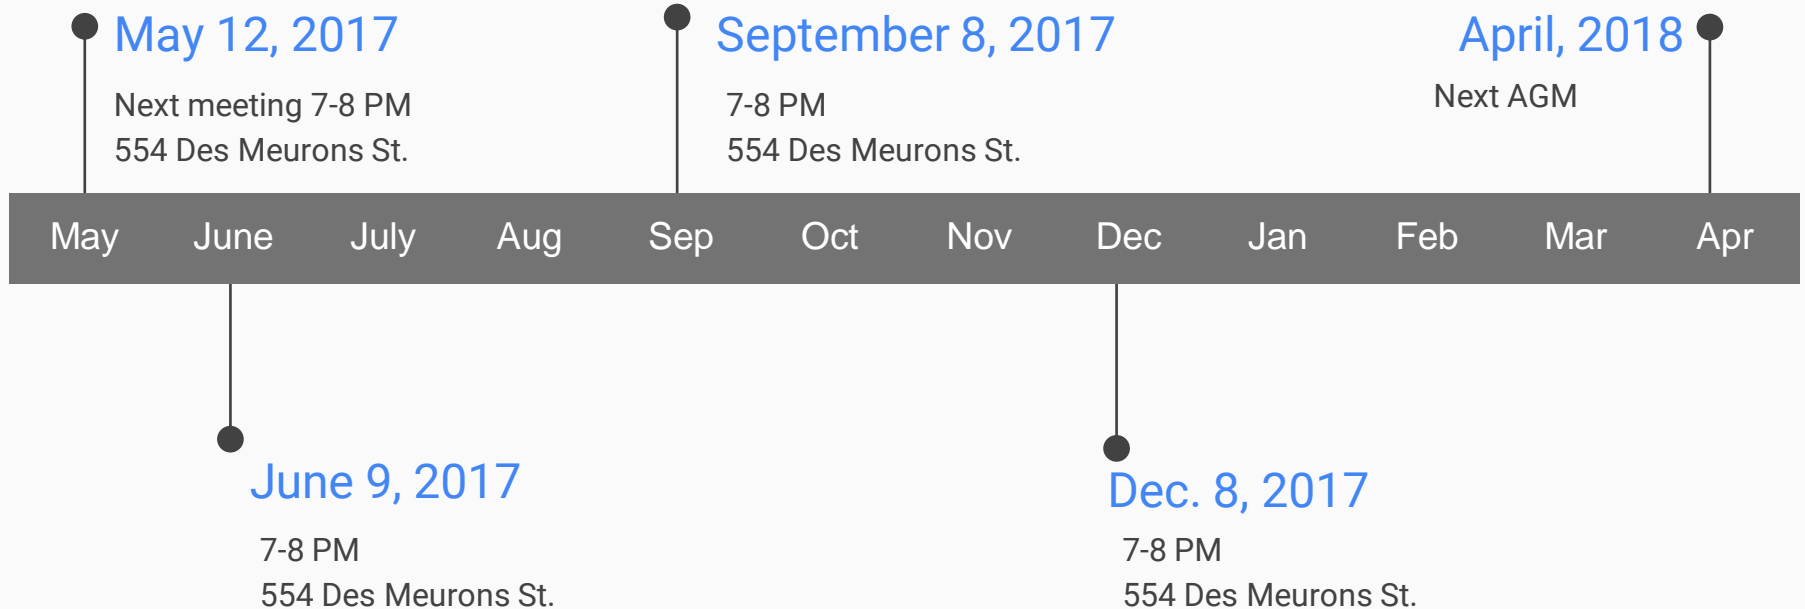 May 12, 2017
Next meeting 7-8 PM
554 Des Meurons St.
September 8, 2017
7-8 PM
554 Des Meurons St.
April, 2018
Next AGM
May June July Aug Sep Oct Nov Dec Jan Feb Mar Apr
June 9, 2017
7-8 PM
554 Des Meurons St.
Dec. 8, 2017
7-8 PM
554 Des Meurons St.